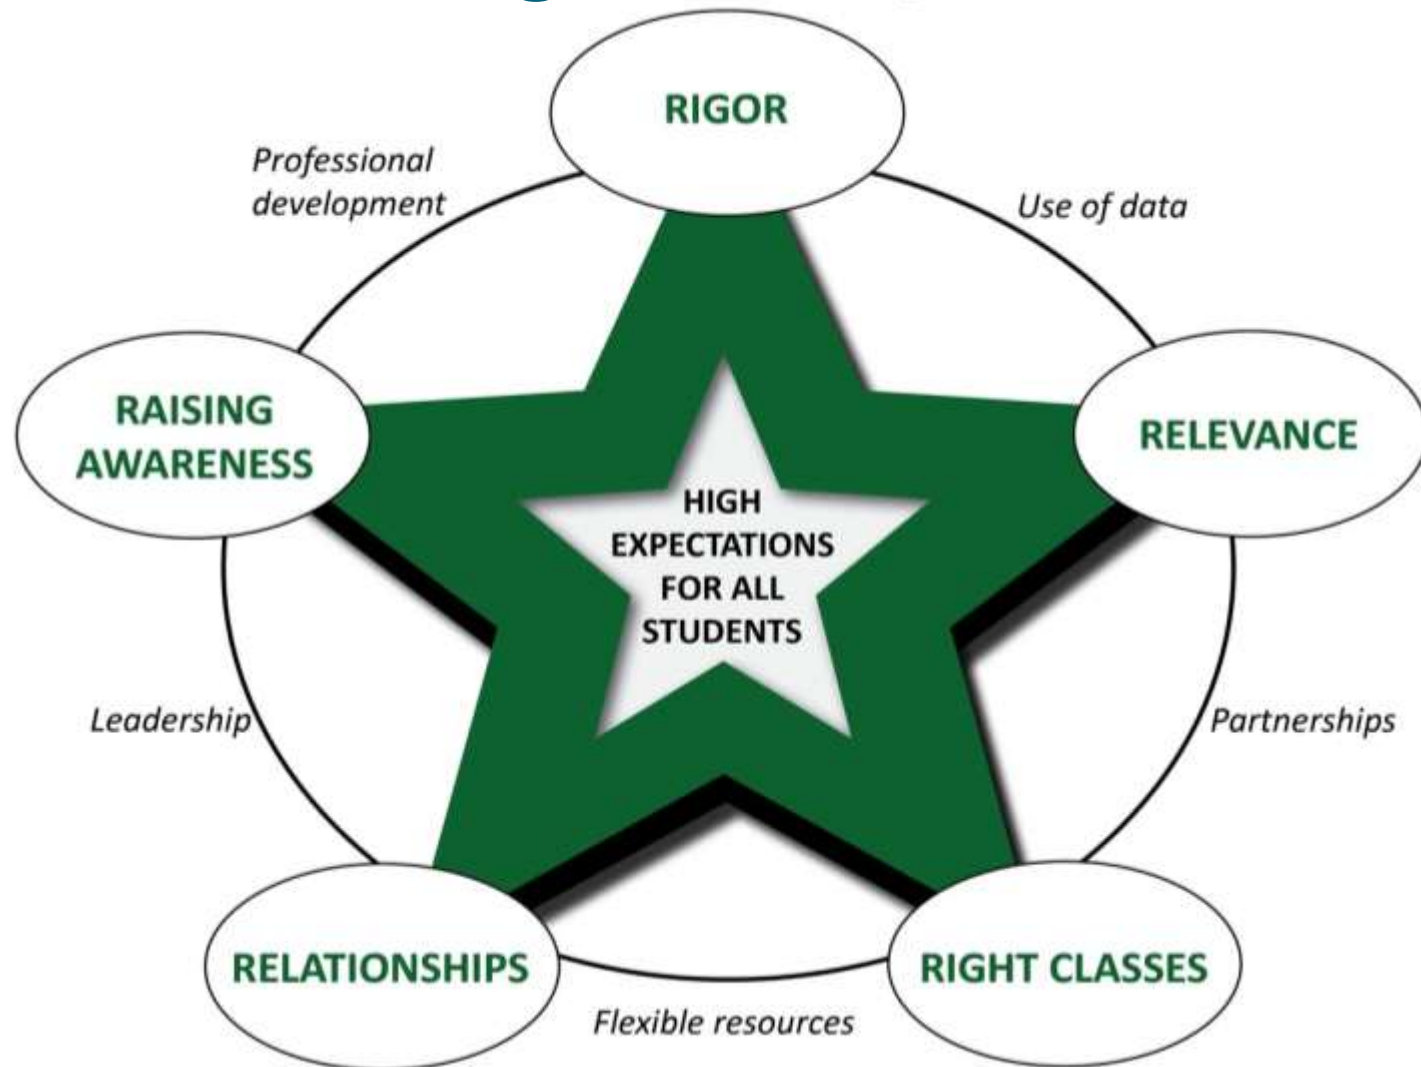 RIGOR
Professional
development
Use of data
RAISING
AWARENESS
RELEVANCE
HIGH
EXPECTATIONS
FOR ALL
STUDENTS
Leadership
Partnerships
RELATIONSHIPS
RIGHT CLASSES
Flexible resources